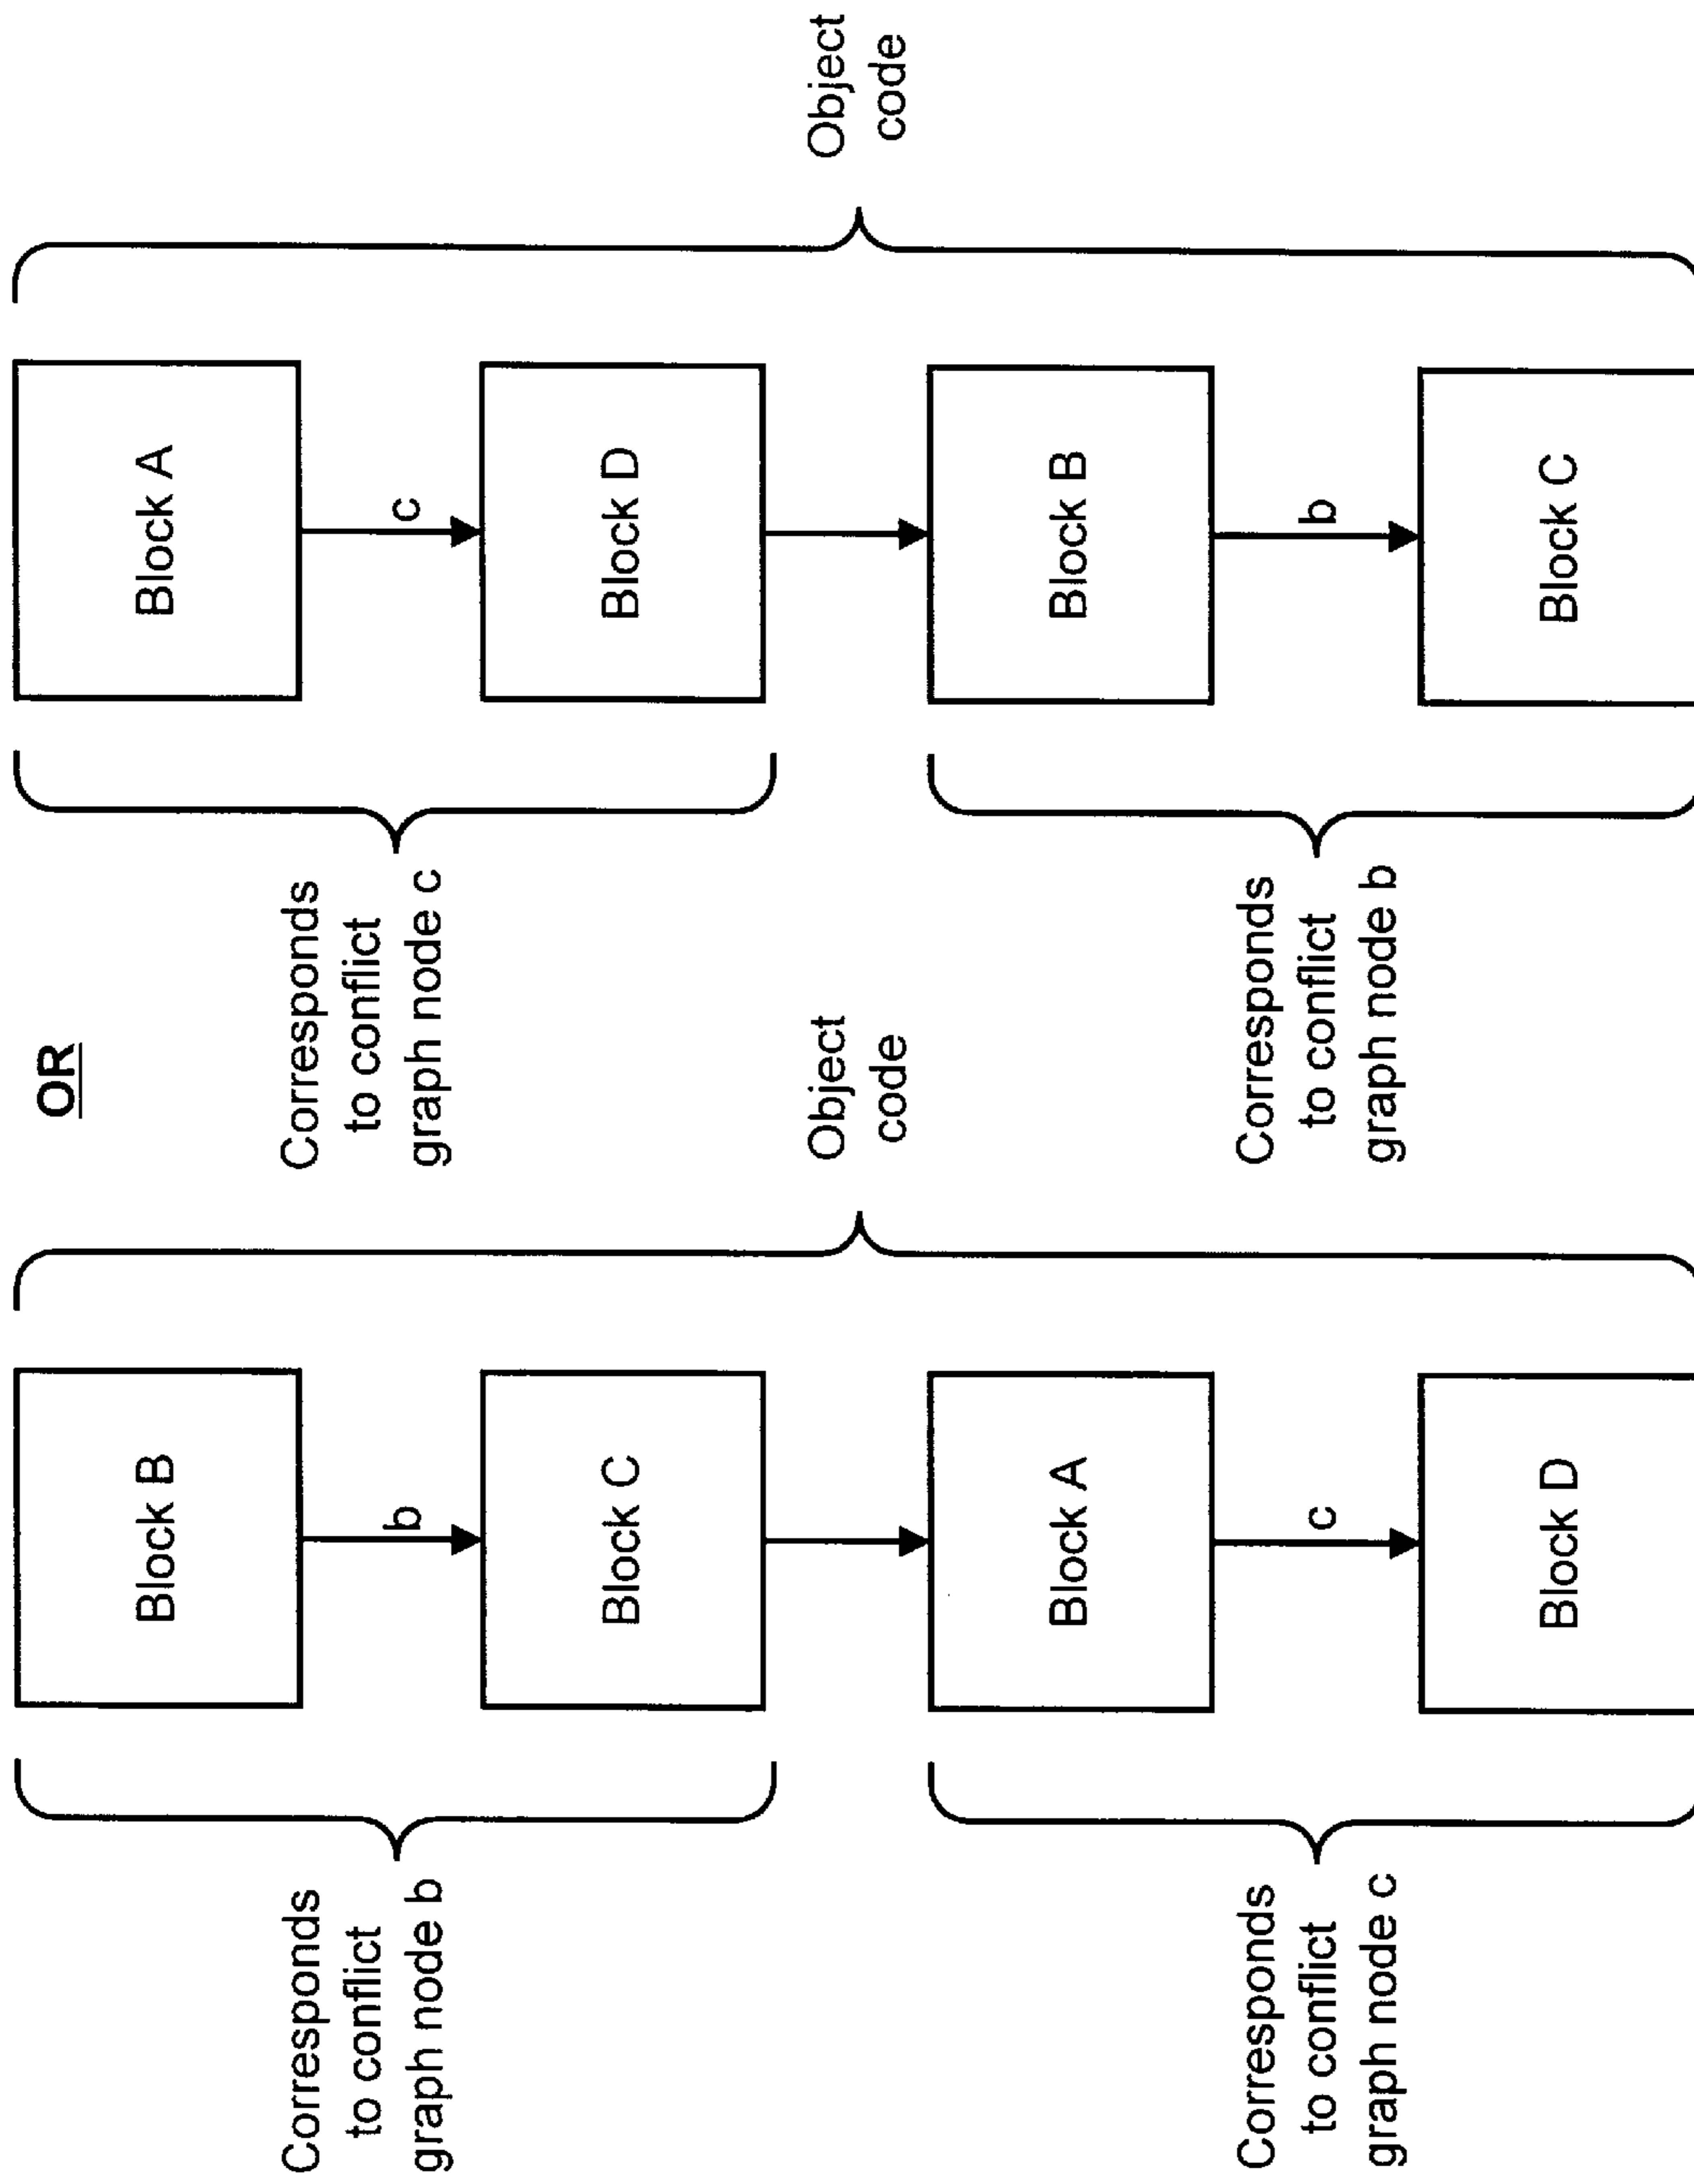 Block B
Corresponds
to conflict
graph node b
b
Block C
Object
code
Block A
Corresponds
to conflict
graph node c
c
Block D
OR
Block A
Corresponds
to conflict
graph node c
c
Block D
Object
code
Block B
Corresponds
to conflict
graph node b
b
Block C